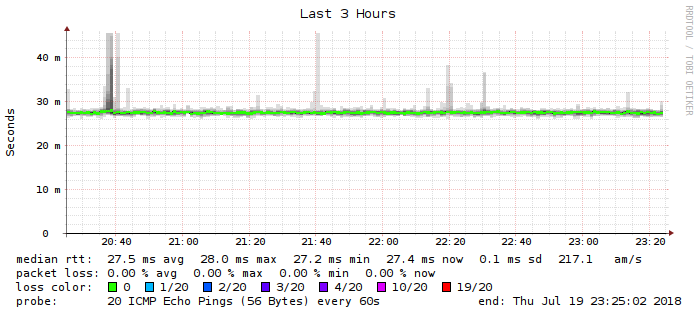 Last 3 Hours
RRDTOOL / TOBI OETIKER
Seconds
40 m
30 m
20 m
10 m
0
20:40 21:00 21:20 21:40 22:00 22:20 22:40 23:00 23:20
median rtt: 27.5 ms avg 28.0 ms max 27.2 ms min 27.4 ms now 0.1 ms sd 217.1 am/s
packet loss: 0.00 % avg 0.00 % max 0.00 % min 0.00 % now
loss color: 0 1/20 2/20 3/20 4/20 10/20 19/20
probe: 20 ICMP Echo Pings (56 Bytes) every 60s end: Thu Jul 19 23:25:02 2018